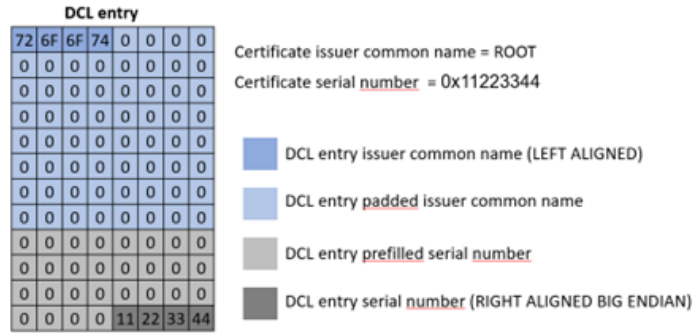 DCL entry
72 6F 6F 74 0 0 0 0
0 0 0 0 0 0 0 0
0 0 0 0 0 0 0 0
0 0 0 0 0 0 0 0
0 0 0 0 0 0 0 0
0 0 0 0 0 0 0 0
0 0 0 0 0 0 0 0
0 0 0 0 0 0 0 0
0 0 0 0 0 0 0 0
0 0 0 0 0 0 0 0
0 0 0 0 0 0 0 0
0 0 0 0 11 22 33 44
Certificate issuer common name = ROOT
Certificate serial number = 0x11223344
DCL entry issuer common name (LEFT ALIGNED)
DCL entry padded issuer common name
DCL entry prefilled serial number
DCL entry serial number (RIGHT ALIGNED BIG ENDIAN)